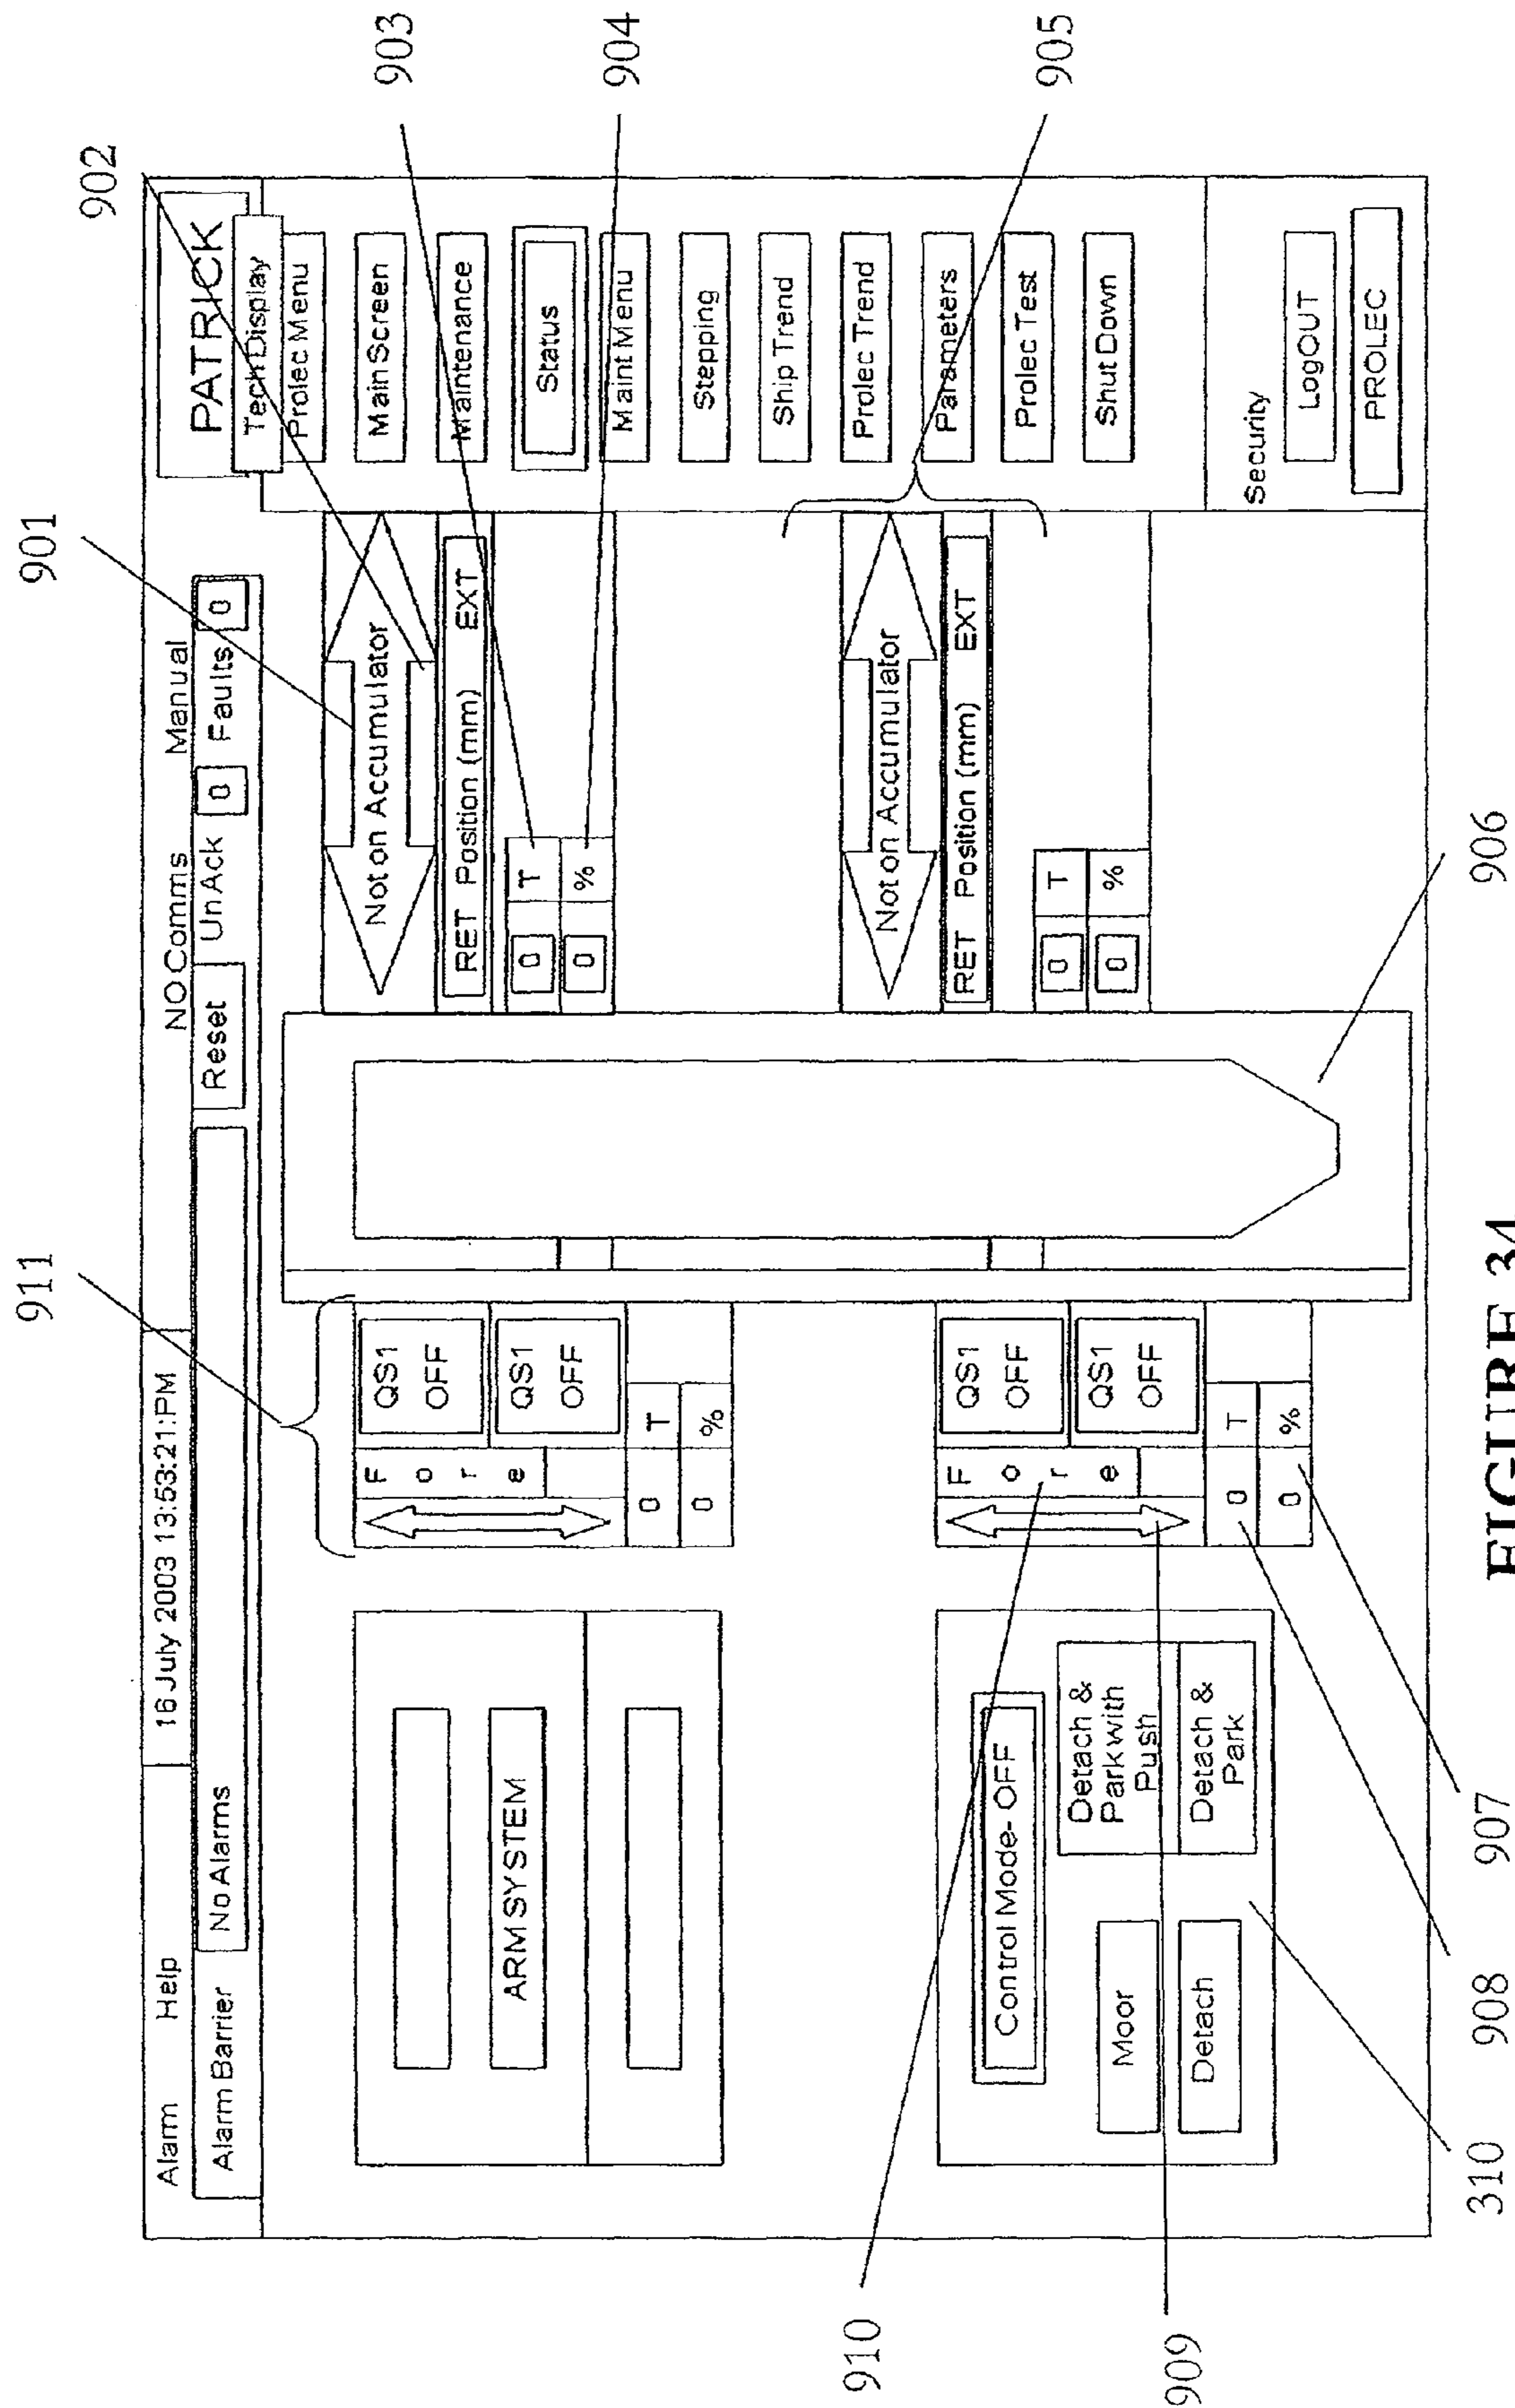 911
901
902
903
904
Alarm Help
16 July 2003 13:53:21:PM
NO Comms Manual
PATRICK
Alarm Barrier
No Alarms
Reset
UnAck 0 Faults 0
Tech Display
Prolec Menu
Main Screen
Maintenance
Status
Maint Menu
Stepping
Ship Trend
Prolec Trend
Parameters
Prolec Test
Shut Down
Security
LogOUT
PROLEC
ARM SYSTEM
Fore
QS1
OFF
QS1
OFF
0 T
0 %
Not on Accumulator
RET Position (mm) EXT
0 T
0 %
905
Control Mode- OFF
Moor
Detach &
Park with
Push
Detach
Detach &
Park
Fore
QS1
OFF
QS1
OFF
0 T
0 %
Not on Accumulator
RET Position (mm) EXT
0 T
0 %
910
909
310
908
907
906
FIGURE 34